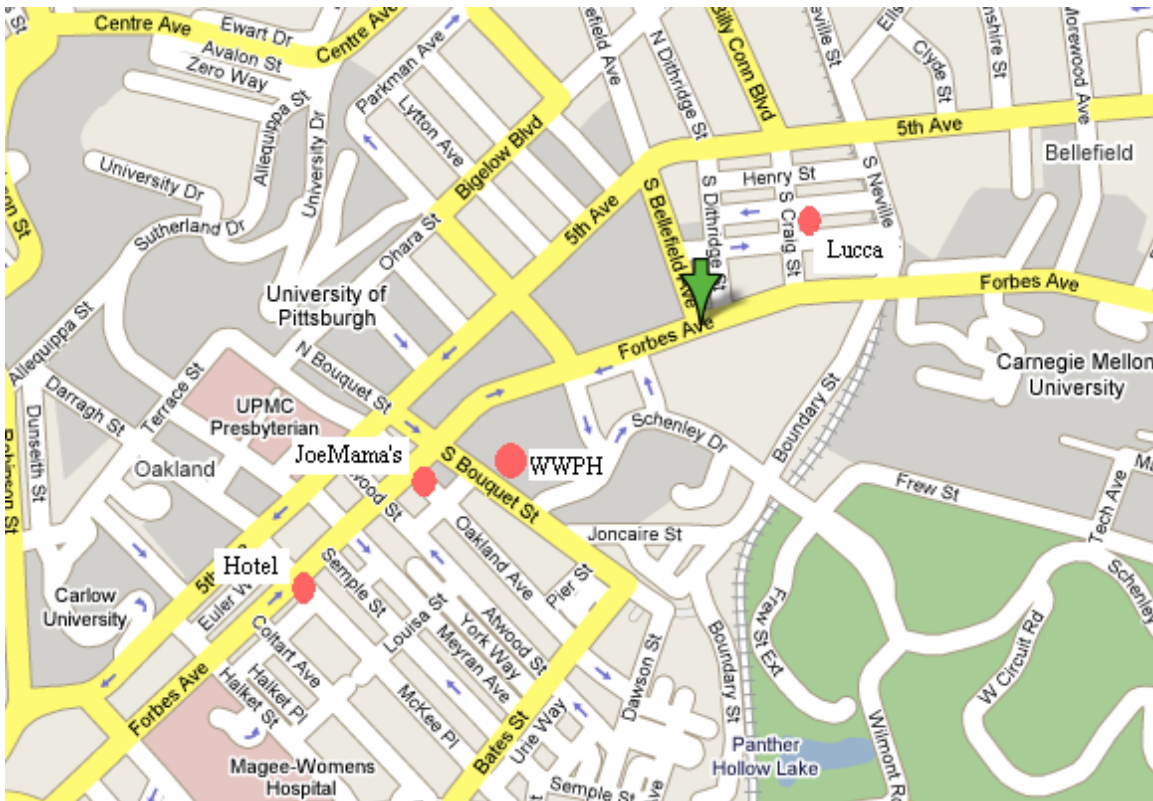 Centre Ave
Ewart Dr
Avalon St
Zero Way
Centre Ave
Parkman Ave
Lytton Ave
Bigelow Blvd
N Dithridge St
Billy Conn Blvd
Clyde St
Morewood Ave
5th Ave
Bellefield
University Dr
Allequippa St
University Dr
Sutherland Dr
Ohara St
5th Ave
S Bellefield Ave
Henry St
S Dithridge St
S Craig St
S Neville
Lucca
Forbes Ave
Forbes Ave
University of
Pittsburgh
Allequippa St
Darragh St
Terrace St
Dunseith St
N Bouquet St
UPMC
Presbyterian
Oakland
JoeMama's
S Bouquet St
WWPH
Schenley Dr
Boundary St
Carnegie Mellon
University
Frew St
Tech Ave
Robinson St
Hotel
5th
Carlow
University
Semple St
Oakland Ave
Joncaire St
Pier St
Coltart Ave
Halket Pl
Halket St
Forbes Ave
Louisa St
Atwood St
York Way
Meyran Ave
McKee Pl
Bates St
Urie Way
Dawson St
Boundary St
Frew St Ext
W Circuit Rd
Schenley
Wilmont Rd
Magee-Womens
Hospital
Semple St
Panther
Hollow Lake